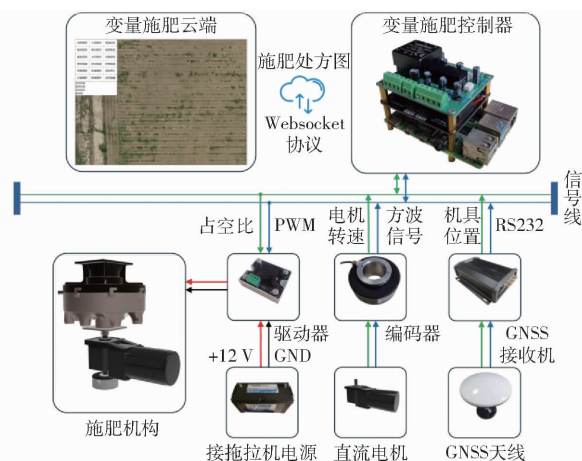 变量施肥云端
变量施肥控制器
施肥处方图
Websocket
协议
信号线
占空比
PWM
电机
转速
方波
信号
机具
位置
RS232
驱动器
+12 V
GND
编码器
GNSS
接收机
施肥机构
接拖拉机电源
直流电机
GNSS天线